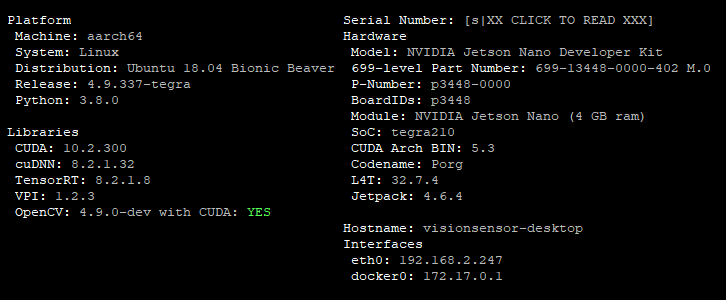 Platform
Machine: aarch64
System: Linux
Distribution: Ubuntu 18.04 Bionic Beaver
Release: 4.9.337-tegra
Python: 3.8.0
Libraries
CUDA: 10.2.300
cuDNN: 8.2.1.32
TensorRT: 8.2.1.8
VPI: 1.2.3
OpenCV: 4.9.0-dev with CUDA: YES
Serial Number: [s|XX CLICK TO READ XXX]
Hardware
Model: NVIDIA Jetson Nano Developer Kit
699-level Part Number: 699-13448-0000-402 M.0
P-Number: p3448-0000
BoardIDs: p3448
Module: NVIDIA Jetson Nano (4 GB ram)
SoC: tegra210
CUDA Arch BIN: 5.3
Codename: Porg
L4T: 32.7.4
Jetpack: 4.6.4
Hostname: visionsensor-desktop
Interfaces
eth0: 192.168.2.247
docker0: 172.17.0.1